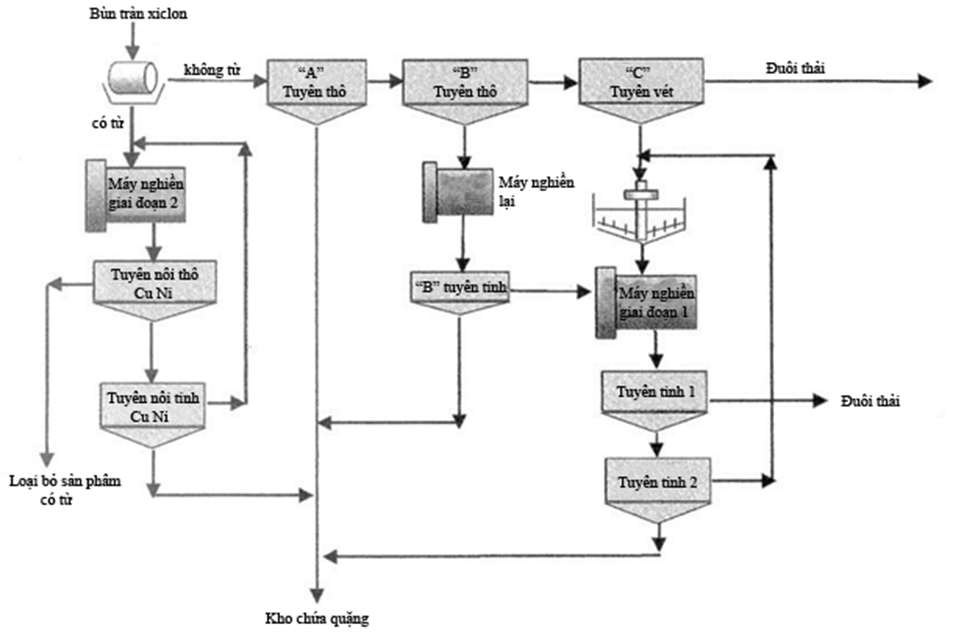 Bùn tràn xiclon
không từ
"A"
Tuyển thô
"B"
Tuyển thô
"C"
Tuyển vét
Đuôi thải
có từ
Máy nghiền
giai đoạn 2
Máy nghiền
lại
Tuyển nổi thô
Cu Ni
"B" tuyển tinh
Máy nghiền
giai đoạn 1
Tuyển nổi tinh
Cu Ni
Tuyển tinh 1
Đuôi thải
Loại bỏ sản phẩm
có từ
Tuyển tinh 2
Kho chứa quặng